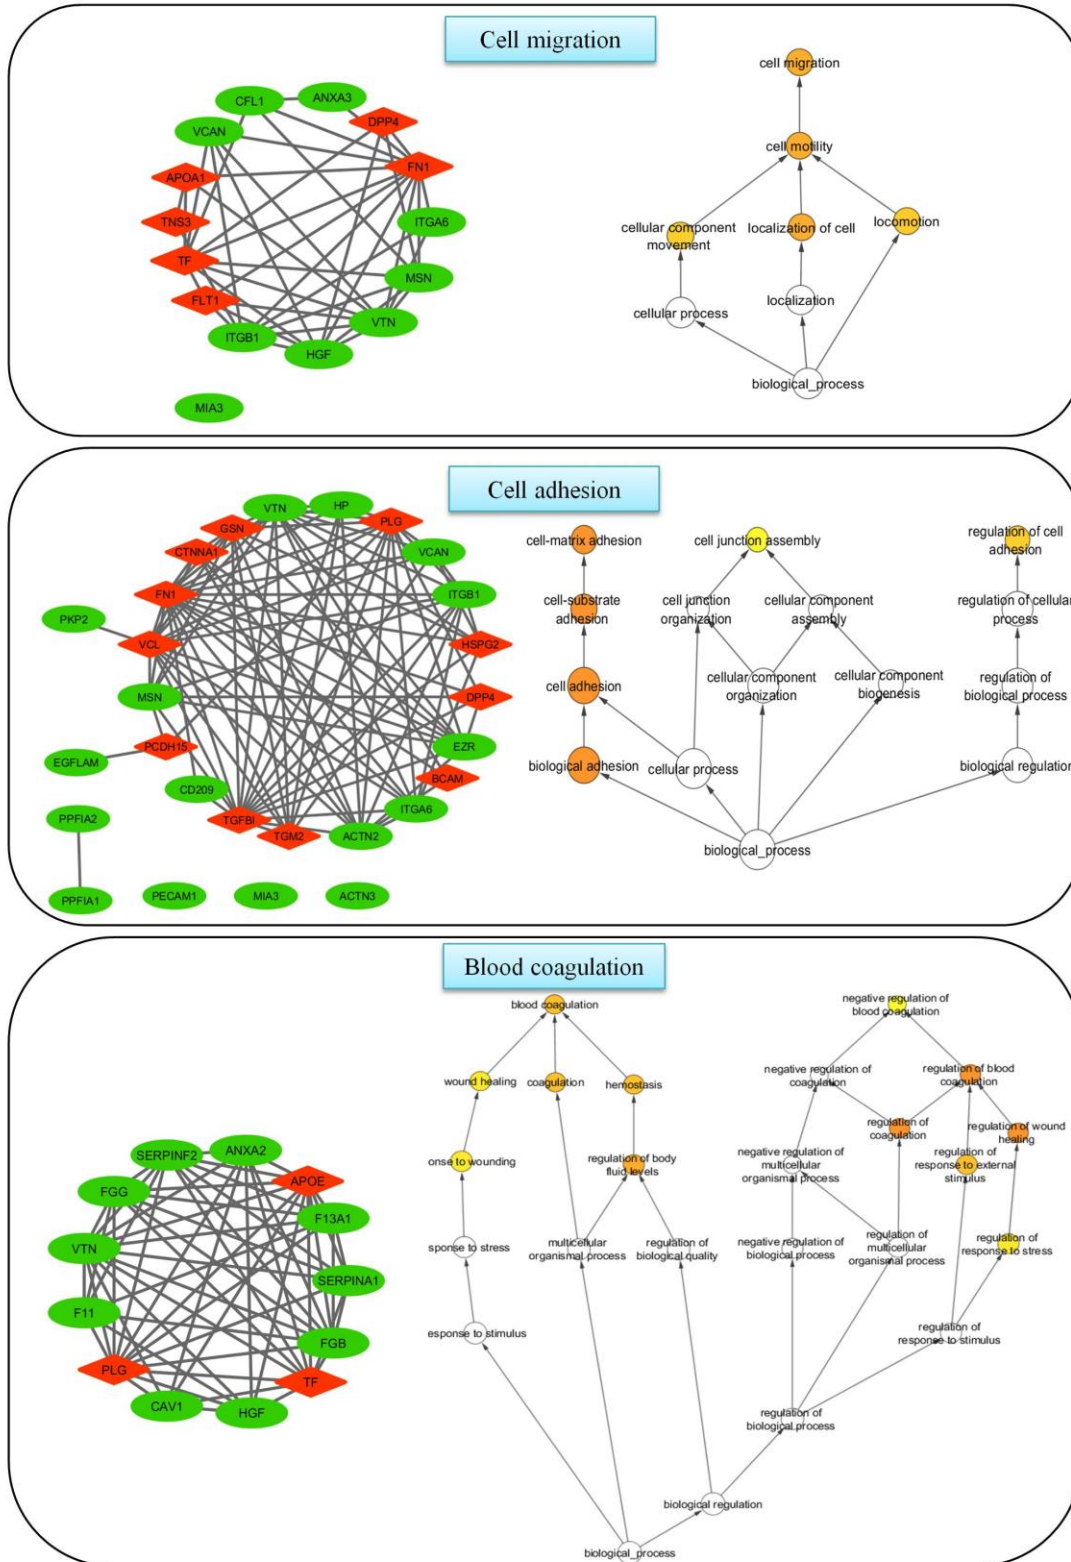 Cell migration
CFL1
ANXA3
VCAN
DPP4
APOA1
FN1
TNS3
ITGA6
TF
MSN
FLT1
VTN
ITGB1
HGF
MIA3
cell migration
cell motility
cellular component
movement
localization of cell
locomotion
cellular process
localization
biological_process
Cell adhesion
VTN
HP
GSN
PLG
CTNNA1
VCAN
FN1
ITGB1
PKP2
VCL
HSPG2
MSN
DPP4
PCDH15
EZR
EGFLAM
BCAM
CD209
ITGA6
PPFIA2
TGFBI
TGM2
ACTN2
PPFIA1
PECAM1
MIA3
ACTN3
cell-matrix adhesion
cell junction assembly
regulation of cell
adhesion
cell-substrate
adhesion
cell junction
organization
cellular component
assembly
regulation of cellular
process
cell adhesion
cellular component
organization
cellular component
biogenesis
regulation of
biological process
biological adhesion
cellular process
biological regulation
biological_process
Blood coagulation
SERPINF2
ANXA2
APOE
FGG
F13A1
VTN
SERPINA1
F11
FGB
PLG
TF
CAV1
HGF
blood coagulation
wound healing
coagulation
hemostasis
onse to wounding
regulation of body
fluid levels
sponse to stress
multicellular
organismal process
regulation of
biological quality
esponse to stimulus
negative regulation of
blood coagulation
negative regulation of
coagulation
regulation of blood
coagulation
regulation of
coagulation
regulation of wound
healing
negative regulation of
multicellular
organismal process
regulation of
response to external
stimulus
negative regulation of
biological process
regulation of
multicellular
organismal process
regulation of
response to stress
regulation of
response to stimulus
regulation of
biological process
biological regulation
biological_process